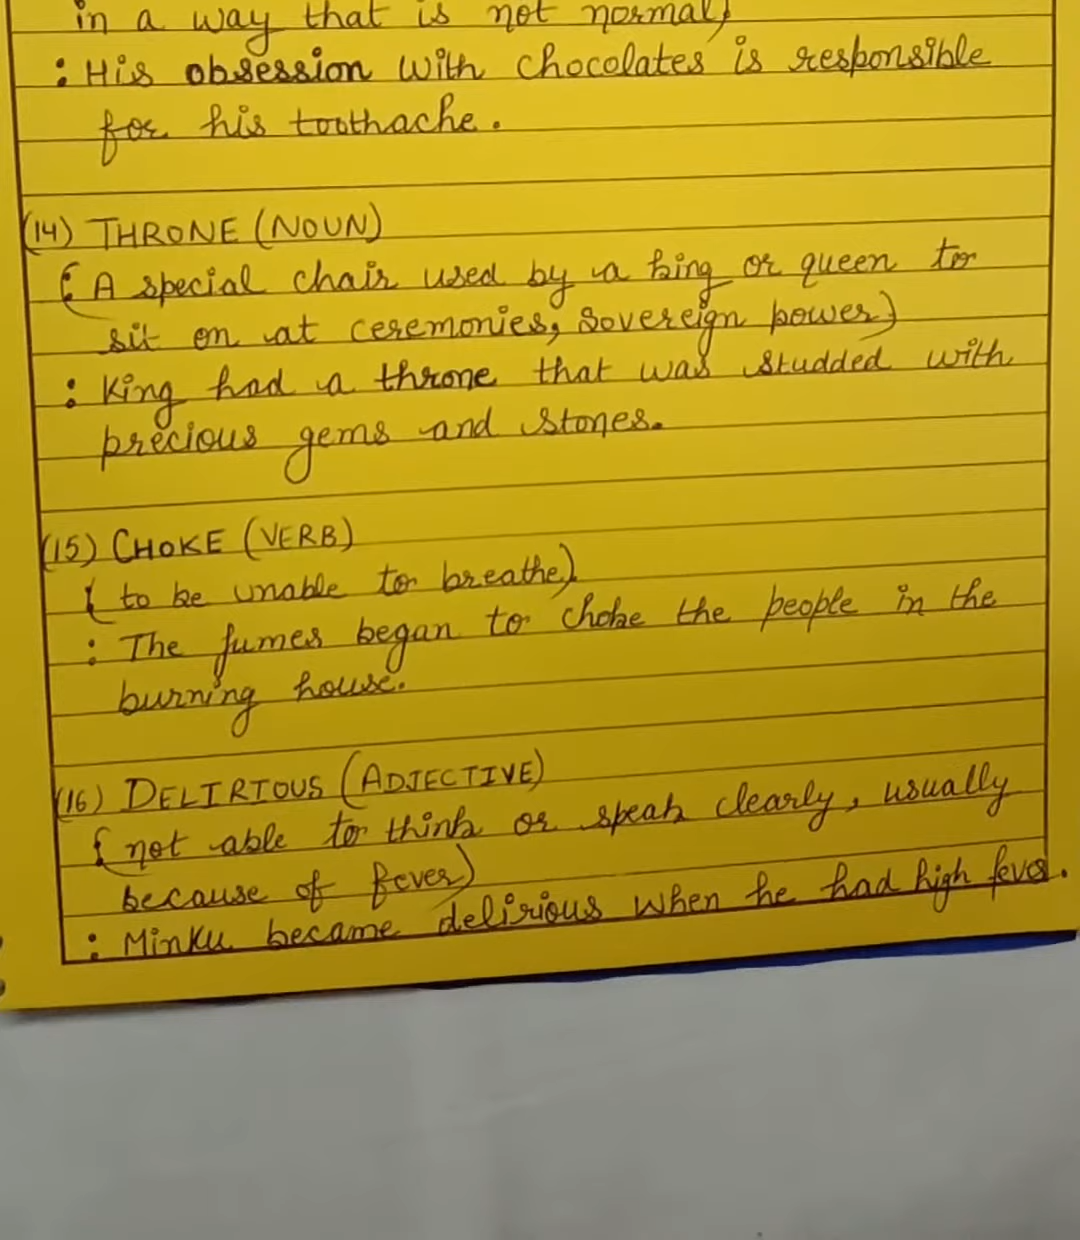 in a way that is not normal)
: His obsession with chocolates is responsible
for his toothache.
(14) THRONE (NOUN)
(A special chair used by a king or queen to
sit on at ceremonies, sovereign power)
: King had a throne that was studded with
precious gems and stones.
(15) CHOKE (VERB)
( to be unable to breathe)
: The fumes began to choke the people in the
burning house.
(16) DELIRIOUS (ADJECTIVE)
( not able to think or speak clearly, usually
because of fever)
: Minku became delirious when he had high fever.